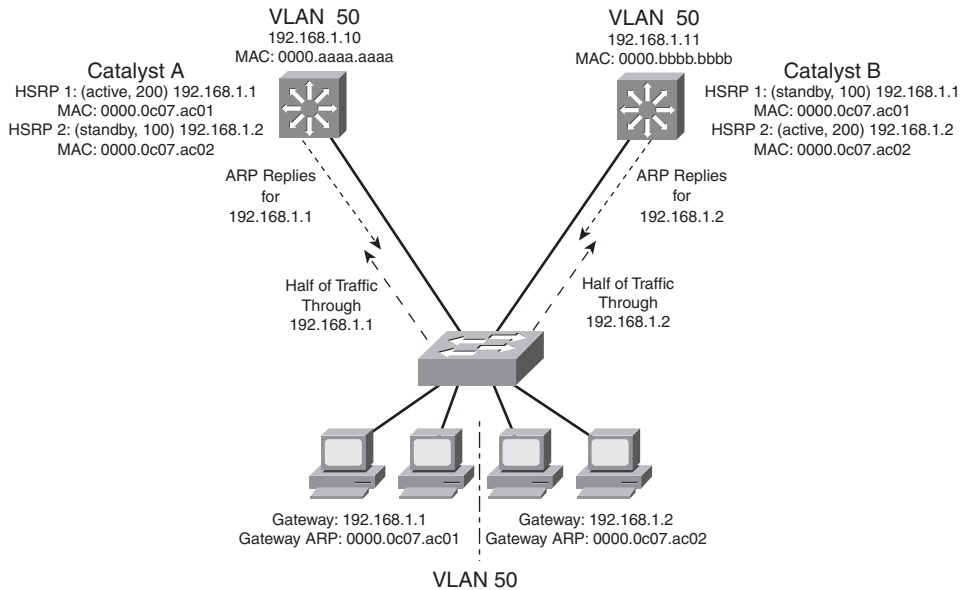 VLAN 50
192.168.1.10
MAC: 0000.aaaa.aaaa
VLAN 50
192.168.1.11
MAC: 0000.bbbb.bbbb
Catalyst A
HSRP 1: (active, 200) 192.168.1.1
MAC: 0000.0c07.ac01
HSRP 2: (standby, 100) 192.168.1.2
MAC: 0000.0c07.ac02
Catalyst B
HSRP 1: (standby, 100) 192.168.1.1
MAC: 0000.0c07.ac01
HSRP 2: (active, 200) 192.168.1.2
MAC: 0000.0c07.ac02
ARP Replies
for
192.168.1.1
ARP Replies
for
192.168.1.2
Half of Traffic
Through
192.168.1.1
Half of Traffic
Through
192.168.1.2
Gateway: 192.168.1.1
Gateway ARP: 0000.0c07.ac01
Gateway: 192.168.1.2
Gateway ARP: 0000.0c07.ac02
VLAN 50